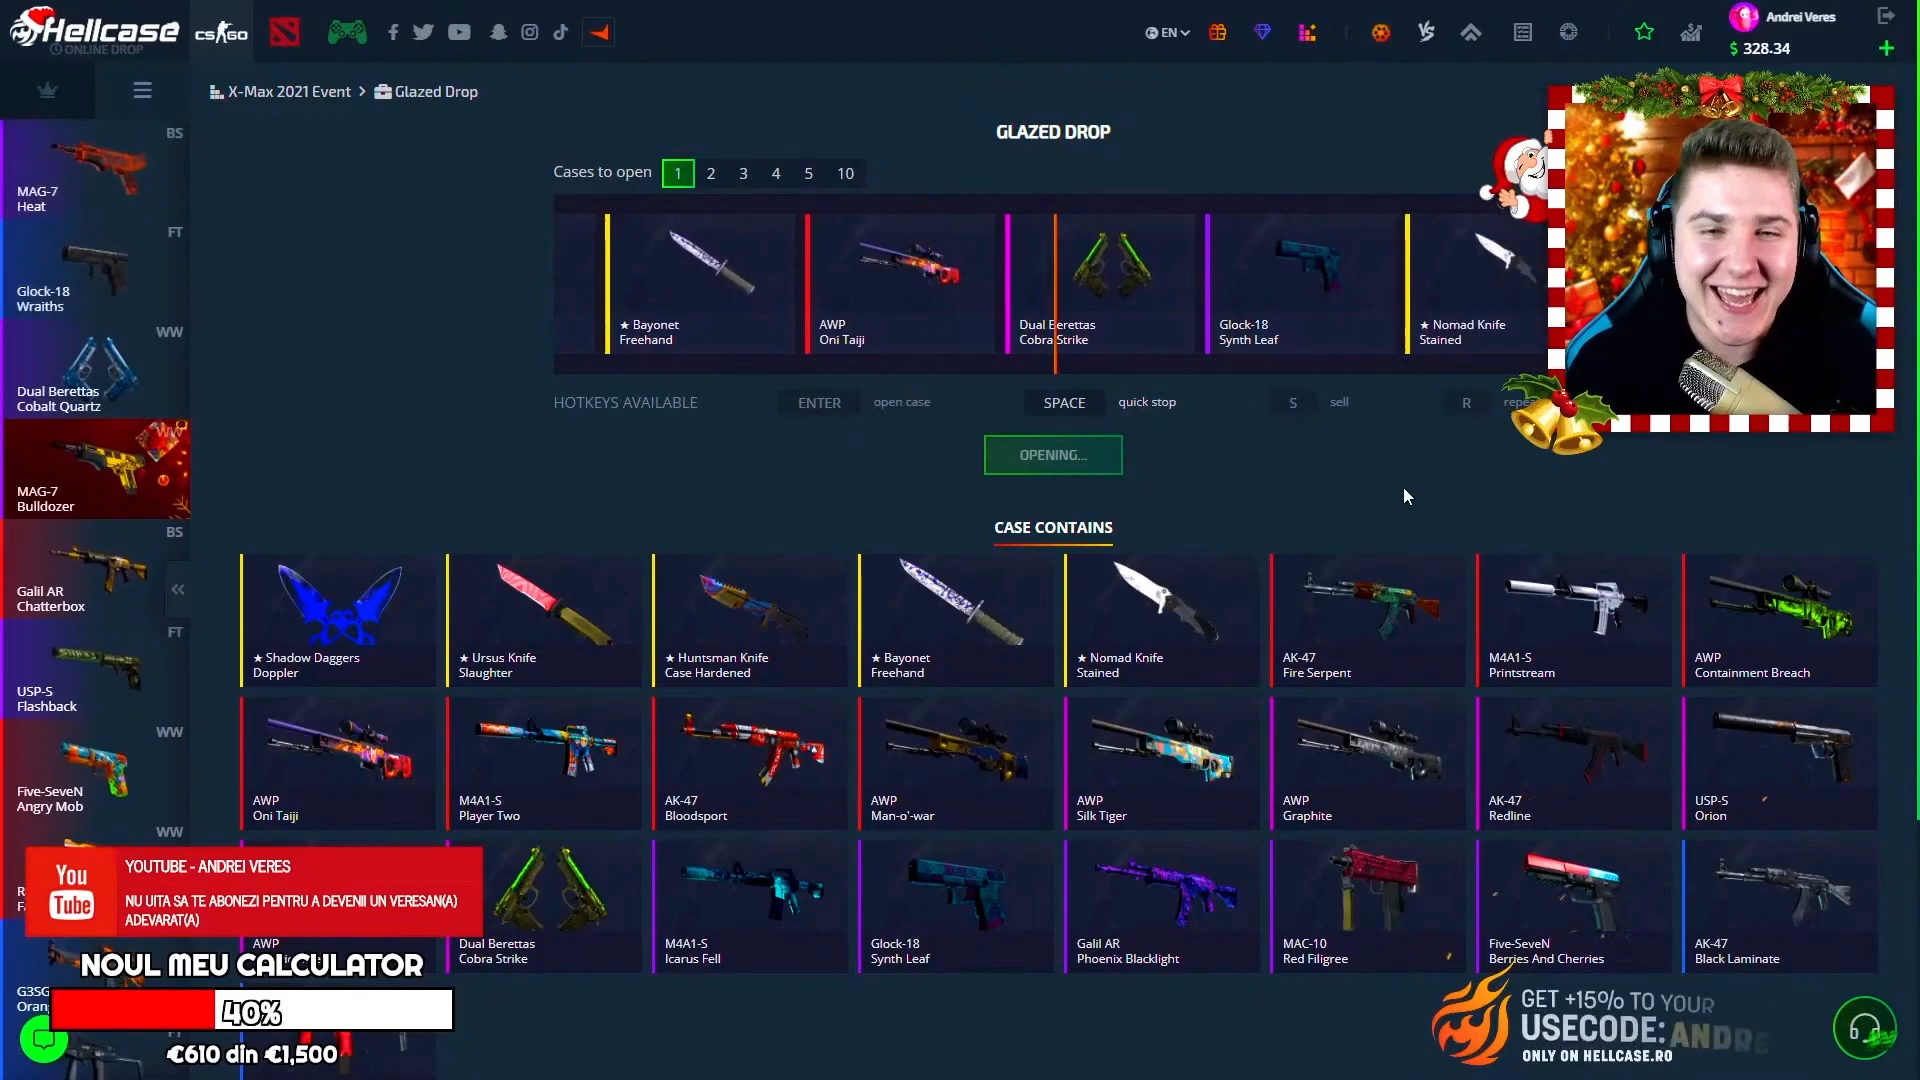 Hellcase
ONLINE DROP
CS:GO
EN
Andrei Veres
$ 328.34
X-Max 2021 Event > Glazed Drop
GLAZED DROP
Cases to open 1 2 3 4 5 10
★ Bayonet
Freehand
AWP
Oni Taiji
Dual Berettas
Cobra Strike
Glock-18
Synth Leaf
★ Nomad Knife
Stained
HOTKEYS AVAILABLE ENTER open case SPACE quick stop S sell R
OPENING...
CASE CONTAINS
★ Shadow Daggers
Doppler
★ Ursus Knife
Slaughter
★ Huntsman Knife
Case Hardened
★ Bayonet
Freehand
★ Nomad Knife
Stained
AK-47
Fire Serpent
M4A1-S
Printstream
AWP
Containment Breach
AWP
Oni Taiji
M4A1-S
Player Two
AK-47
Bloodsport
AWP
Man-o'-war
AWP
Silk Tiger
AWP
Graphite
AK-47
Redline
USP-S
Orion
AWP
Dual Berettas
Cobra Strike
M4A1-S
Icarus Fell
Glock-18
Synth Leaf
Galil AR
Phoenix Blacklight
MAC-10
Red Filigree
Five-SeveN
Berries And Cherries
AK-47
Black Laminate
BS
MAG-7
Heat
FT
Glock-18
Wraiths
WW
Dual Berettas
Cobalt Quartz
WW
MAG-7
Bulldozer
BS
Galil AR
Chatterbox
FT
USP-S
Flashback
WW
Five-SeveN
Angry Mob
WW
You
Tube
YOUTUBE - ANDREI VERES
NU UITA SA TE ABONEZI PENTRU A DEVENII UN VERESAN(A)
ADEVARAT(A)
NOUL MEU CALCULATOR
40%
€610 din €1,500
GET +15% TO YOUR
USECODE: ANDRE
ONLY ON HELLCASE.RO